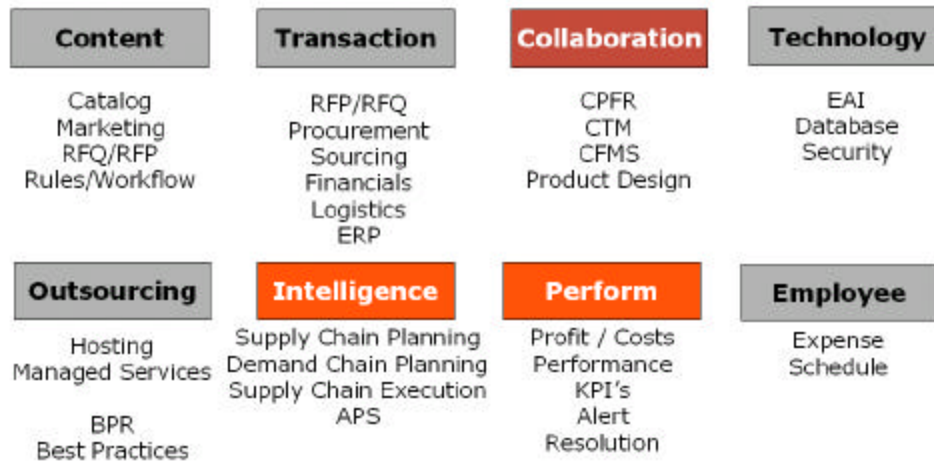 Content
Catalog
Marketing
RFQ/RFP
Rules/Workflow
Transaction
RFP/RFQ
Procurement
Sourcing
Financials
Logistics
ERP
Collaboration
CPFR
CTM
CFMS
Product Design
Technology
EAI
Database
Security
Outsourcing
Hosting
Managed Services
BPR
Best Practices
Intelligence
Supply Chain Planning
Demand Chain Planning
Supply Chain Execution
APS
Perform
Profit / Costs
Performance
KPI's
Alert
Resolution
Employee
Expense
Schedule